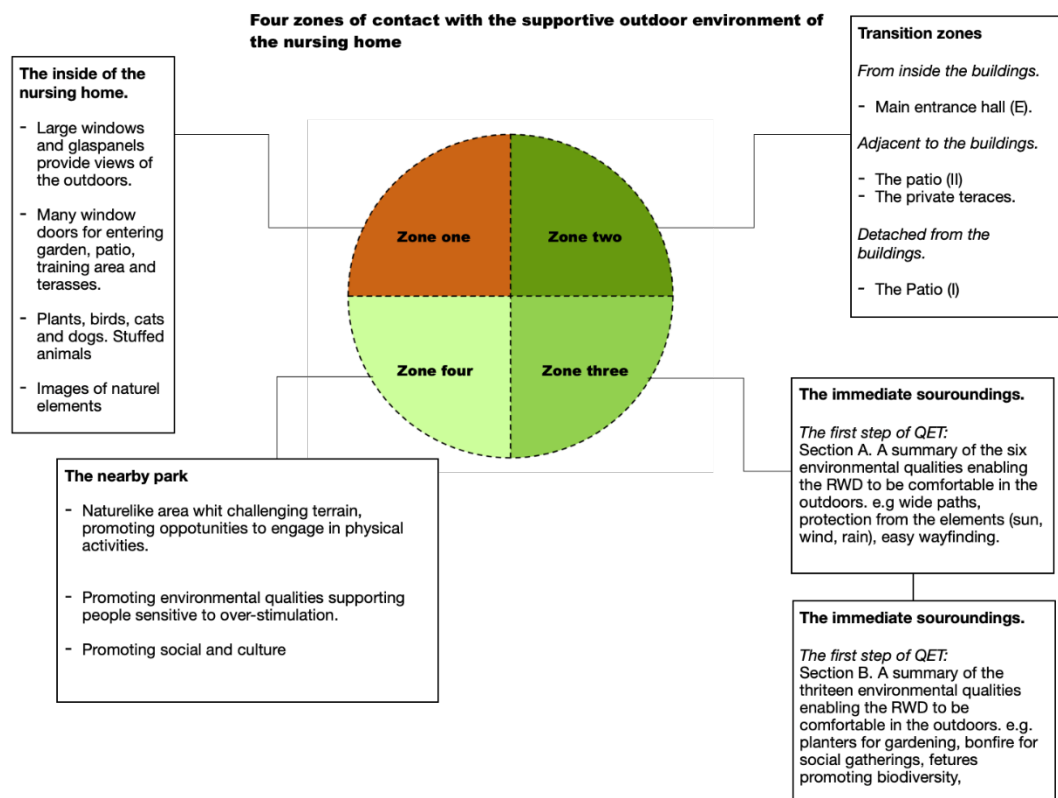 Four zones of contact with the supportive outdoor environment of
the nursing home
The inside of the
nursing home.
- Large windows
and glaspanels
provide views of
the outdoors.
- Many window
doors for entering
garden, patio,
training area and
terasses.
- Plants, birds, cats
and dogs. Stuffed
animals
- Images of naturel
elements
Transition zones
From inside the buildings.
- Main entrance hall (E).
Adjacent to the buildings.
- The patio (II)
- The private teraces.
Detached from the
buildings.
- The Patio (I)
Zone one
Zone two
Zone four
Zone three
The nearby park
- Naturelike area whit challenging terrain,
promoting oppotunities to engage in physical
activities.
- Promoting environmental qualities supporting
people sensitive to over-stimulation.
- Promoting social and culture
The immediate souroundings.
The first step of QET:
Section A. A summary of the six
environmental qualities enabling
the RWD to be comfortable in the
outdoors. e.g wide paths,
protection from the elements (sun,
wind, rain), easy wayfinding.
The immediate souroundings.
The first step of QET:
Section B. A summary of the
thriteen environmental qualities
enabling the RWD to be
comfortable in the outdoors. e.g.
planters for gardening, bonfire for
social gatherings, fetures
promoting biodiversity,